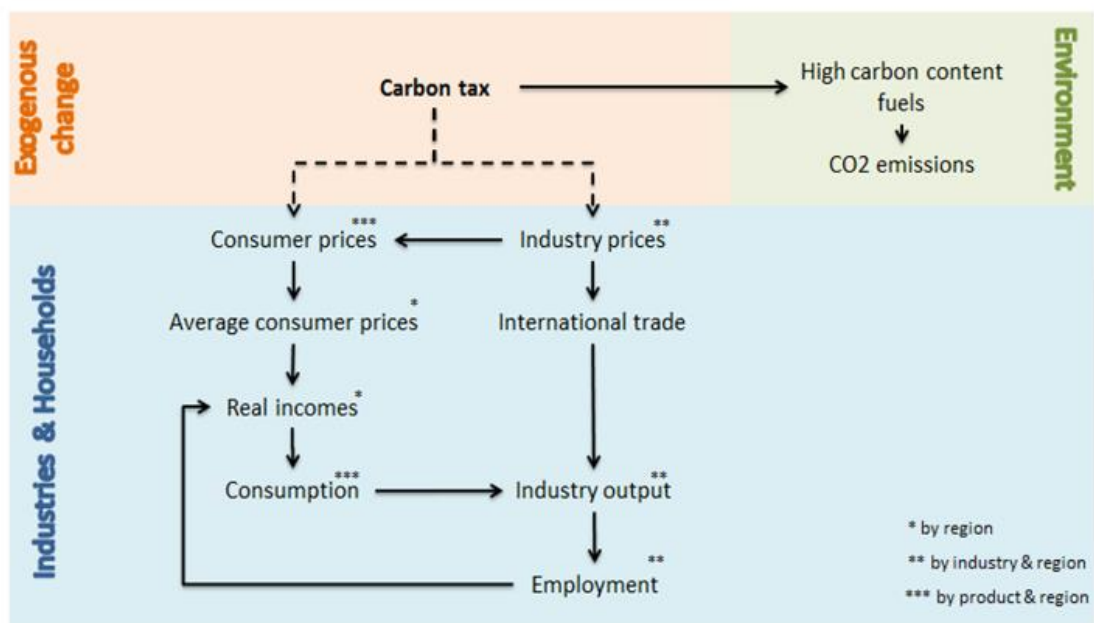 Exogenous
change
Carbon tax
High carbon content
fuels
CO2 emissions
Environment
Industries & Households
Consumer prices***
Industry prices**
Average consumer prices*
International trade
Real incomes*
Consumption***
Industry output**
Employment**
* by region
** by industry & region
*** by product & region